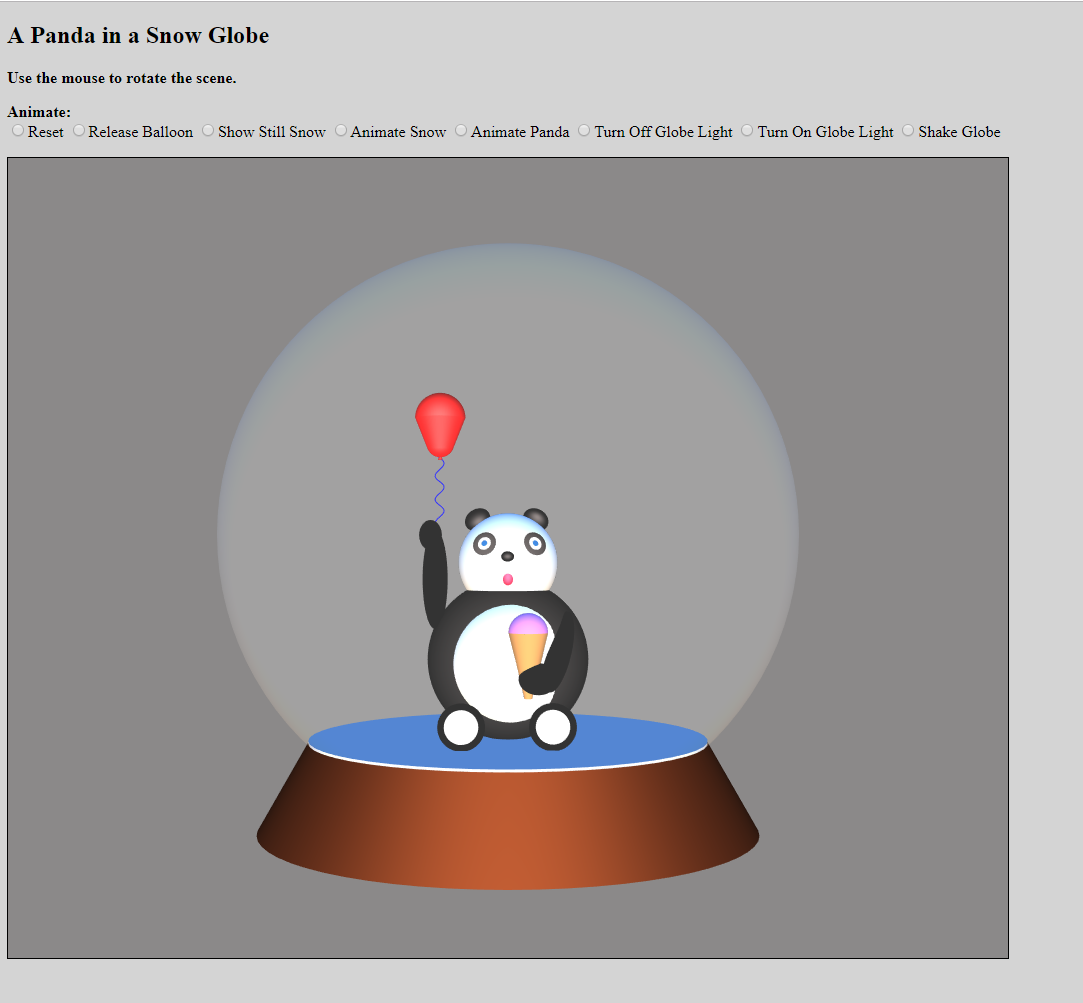 A Panda in a Snow Globe
Use the mouse to rotate the scene.
Animate:
Reset Release Balloon Show Still Snow Animate Snow Animate Panda Turn Off Globe Light Turn On Globe Light Shake Globe